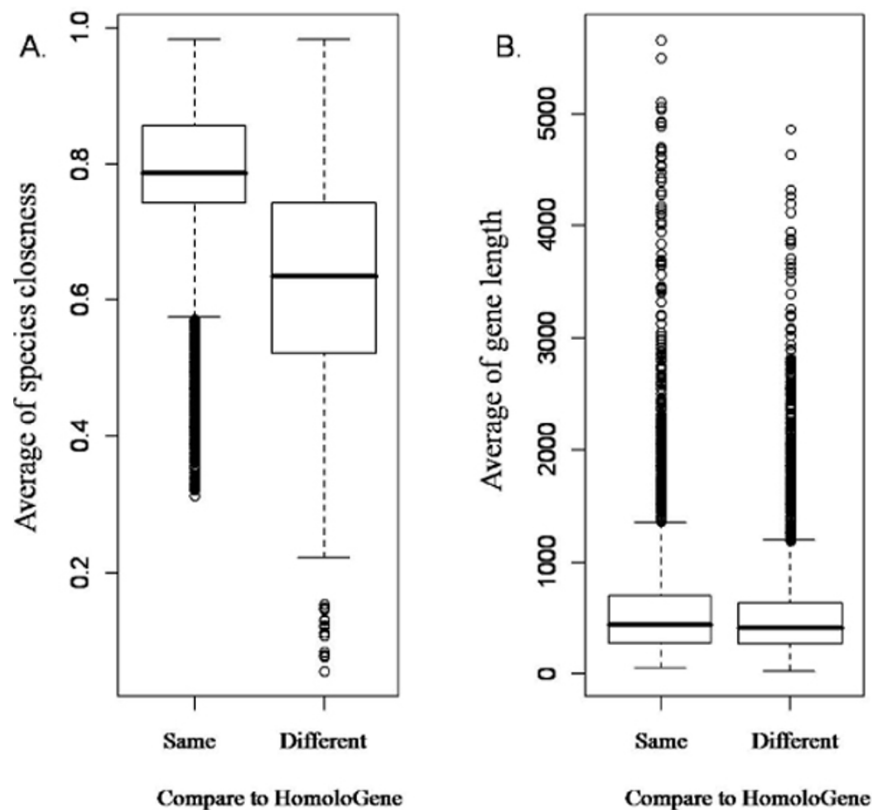 A.
Average of species closeness
1.0
0.8
0.6
0.4
0.2
Same Different
Compare to HomoloGene
B.
Average of gene length
5000
4000
3000
2000
1000
0
Same Different
Compare to HomoloGene